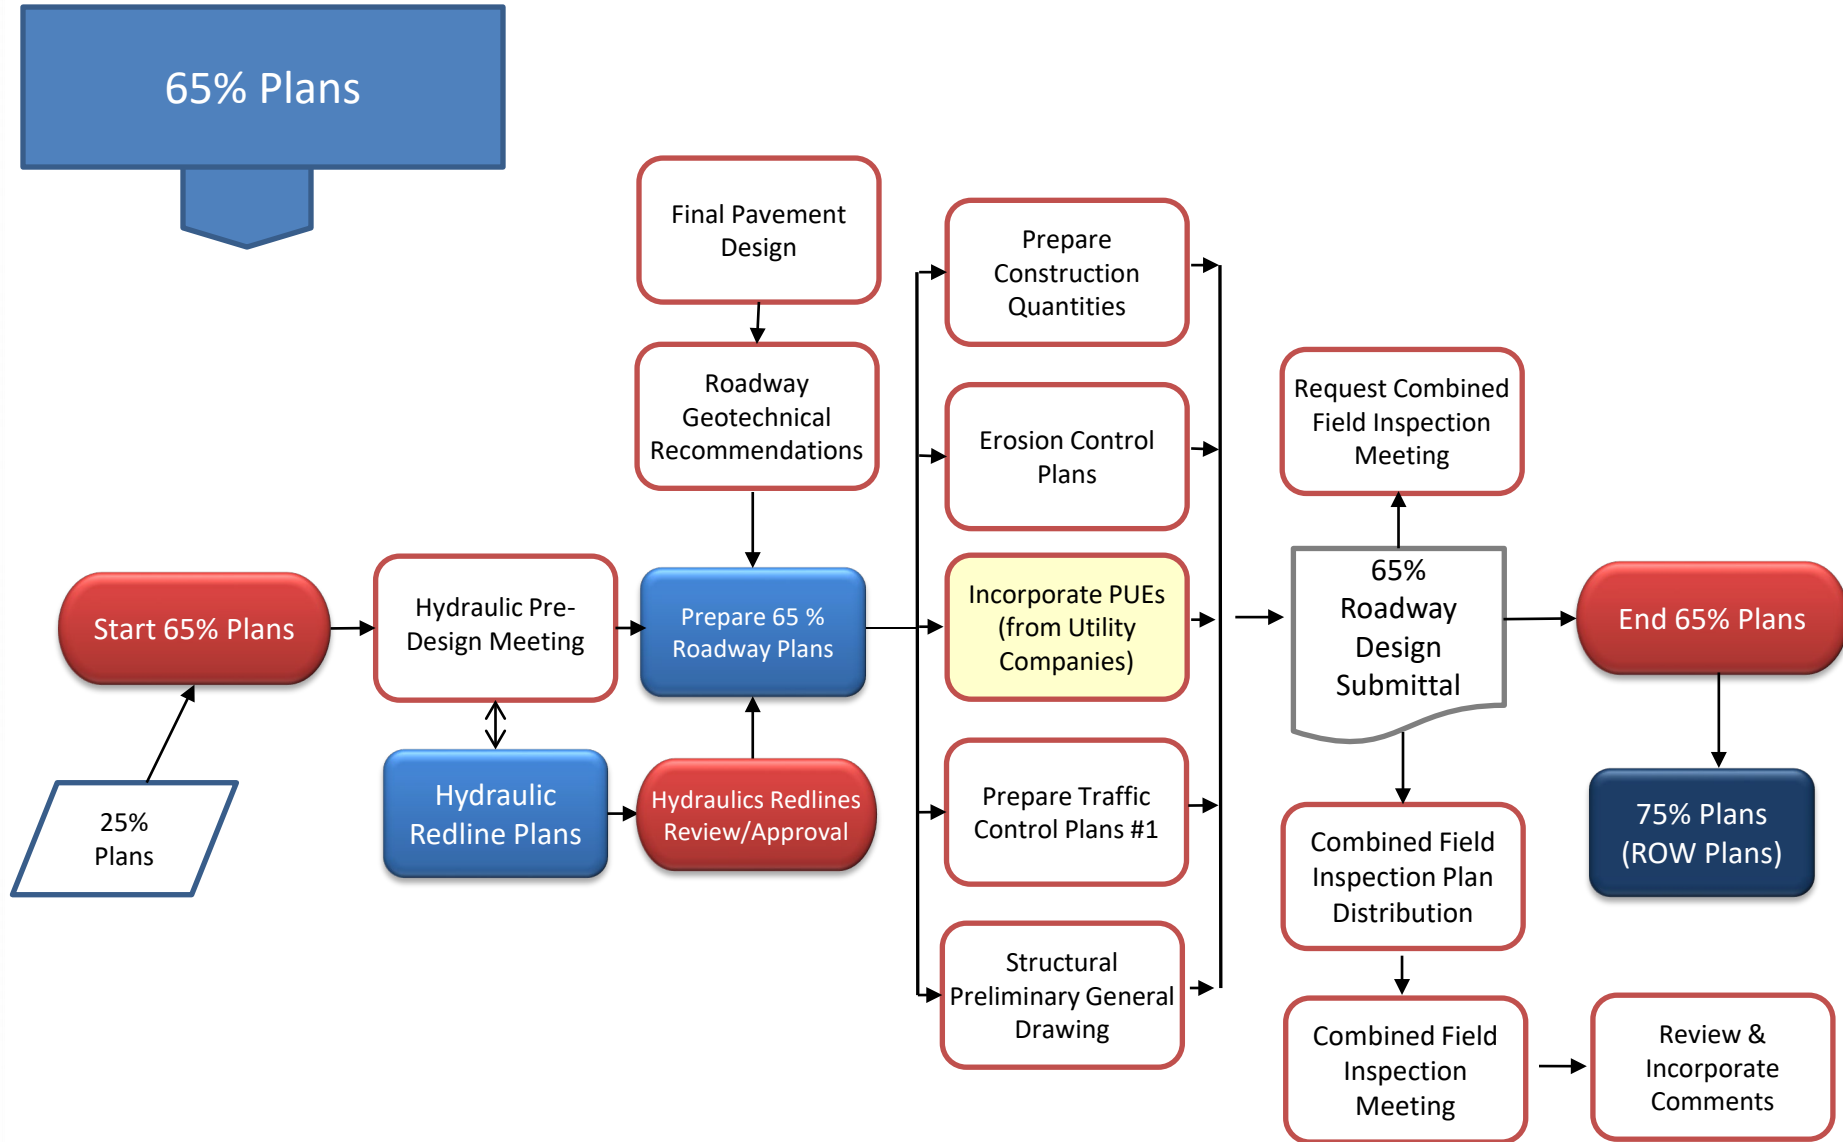 65% Plans
Final Pavement
Design
Roadway
Geotechnical
Recommendations
Start 65% Plans
25%
Plans
Hydraulic Pre-
Design Meeting
Hydraulic
Redline Plans
Hydraulics Redlines
Review/Approval
Prepare 65 %
Roadway Plans
Prepare
Construction
Quantities
Erosion Control
Plans
Incorporate PUEs
(from Utility
Companies)
Prepare Traffic
Control Plans #1
Structural
Preliminary General
Drawing
Request Combined
Field Inspection
Meeting
65%
Roadway
Design
Submittal
Combined Field
Inspection Plan
Distribution
Combined Field
Inspection
Meeting
Review &
Incorporate
Comments
End 65% Plans
75% Plans
(ROW Plans)